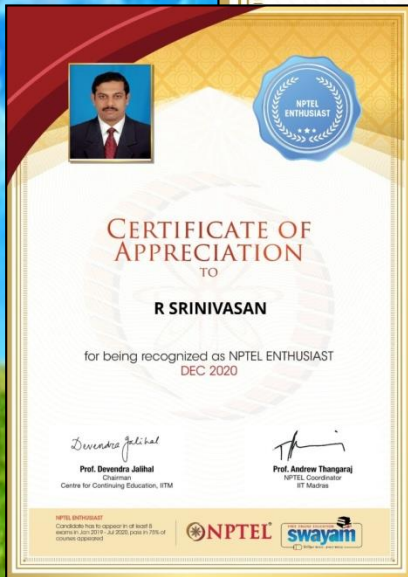 NPTEL
ENTHUSIAST
CERTIFICATE OF
APPRECIATION
TO
R SRINIVASAN
for being recognized as NPTEL ENTHUSIAST
DEC 2020
Devendra Jalihal
Prof. Devendra Jalihal
Chairman
Centre for Continuing Education, IITM
Prof. Andrew Thangaraj
NPTEL Coordinator
IIT Madras
NPTEL ENTHUSIAST
Candidate has to appear in at least 8
exams in Jan 2019 - Jul 2020, pass in 75% of
courses appeared
NPTEL
swayam